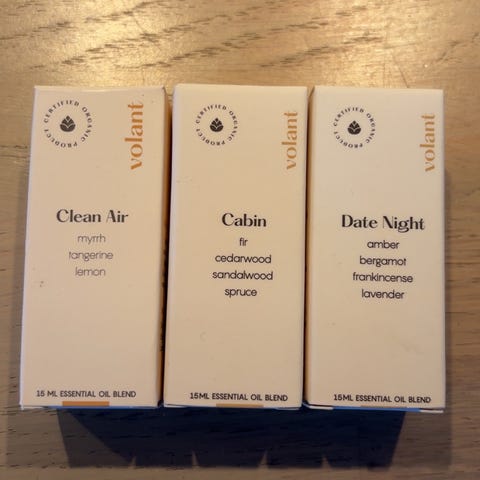 CERTIFIED ORGANIC PRODUCT
volant
Clean Air
myrrh
tangerine
lemon
15 ML ESSENTIAL OIL BLEND
CERTIFIED ORGANIC PRODUCT
volant
Cabin
fir
cedarwood
sandalwood
spruce
15ML ESSENTIAL OIL BLEND
CERTIFIED ORGANIC PRODUCT
volant
Date Night
amber
bergamot
frankincense
lavender
15ML ESSENTIAL OIL BLEND